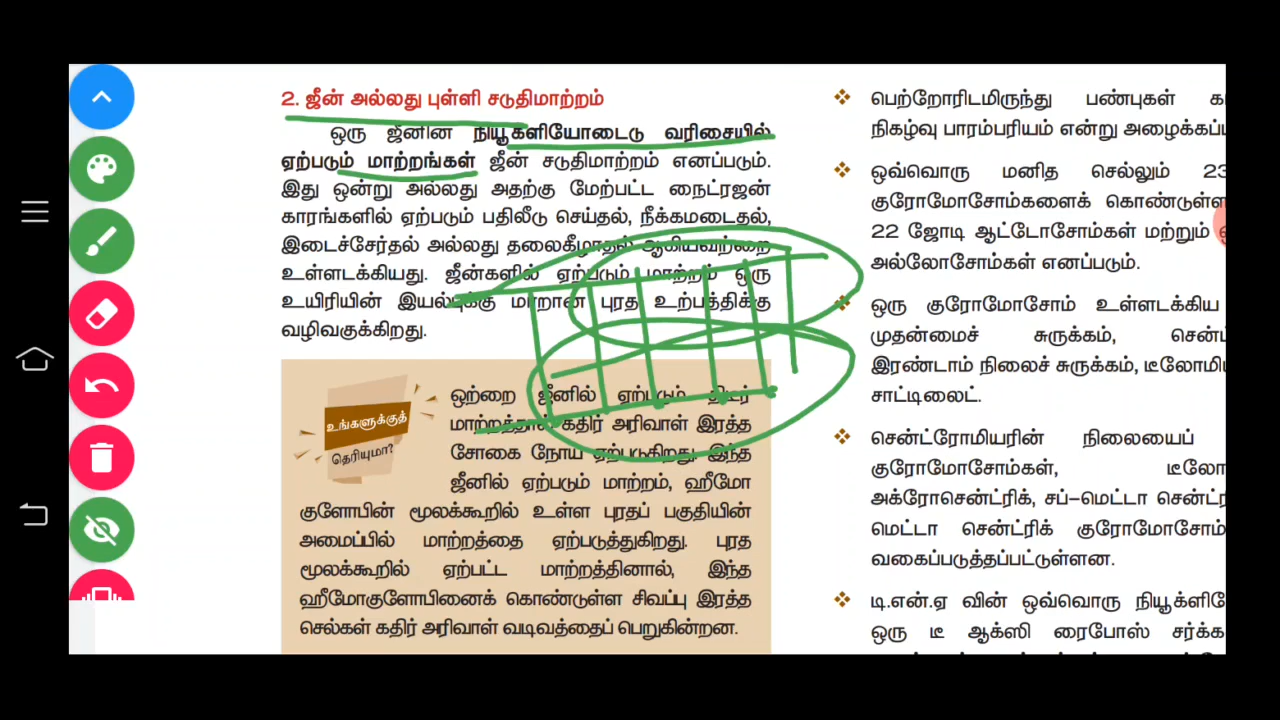 2. ஜீன் அல்லது புள்ளி சடுதிமாற்றம்
ஒரு ஜீனின் நியூக்ளியோடைடு வரிசையில்
ஏற்படும் மாற்றங்கள் ஜீன் சடுதிமாற்றம் எனப்படும்.
இது ஒன்று அல்லது அதற்கு மேற்பட்ட நைட்ரஜன்
காரங்களில் ஏற்படும் பதிலீடு செய்தல், நீக்கமடைதல்,
இடைச்சேர்தல் அல்லது தலைகீழாதல் ஆகியவற்றை
உள்ளடக்கியது. ஜீன்களில் ஏற்படும் மாற்றம் ஒரு
உயிரியின் இயல்புக்கு மாறான புரத உற்பத்திக்கு
வழிவகுக்கிறது.
உங்களுக்குத்
தெரியுமா?
ஒற்றை ஜீனில் ஏற்படும் திடீர்
மாற்றத்தால் கதிர் அரிவாள் இரத்த
சோகை நோய் ஏற்படுகிறது. இந்த
ஜீனில் ஏற்படும் மாற்றம், ஹீமோ
குளோபின் மூலக்கூறில் உள்ள புரதப் பகுதியின்
அமைப்பில் மாற்றத்தை ஏற்படுத்துகிறது. புரத
மூலக்கூறில் ஏற்பட்ட மாற்றத்தினால், இந்த
ஹீமோகுளோபினைக் கொண்டுள்ள சிவப்பு இரத்த
செல்கள் கதிர் அரிவாள் வடிவத்தைப் பெறுகின்றன.
பெற்றோரிடமிருந்து பண்புகள்
நிகழ்வு பாரம்பரியம் என்று
ஒவ்வொரு மனித செல்லும் 23
குரோமோசோம்களைக்
22 ஜோடி ஆட்டோசோம்கள் மற்றும்
அல்லோசோம்கள் எனப்படும்.
ஒரு குரோமோசோம் உள்ளடக்கிய
முதன்மைச் சுருக்கம்,
இரண்டாம் நிலைச் சுருக்கம்,
சாட்டிலைட்.
சென்ட்ரோமியரின் நிலையைப்
குரோமோசோம்கள்,
அக்ரோசென்ட்ரிக், சப்–மெட்டா
மெட்டா சென்ட்ரிக்
வகைப்படுத்தப்பட்டுள்ளன.
டி.என்.ஏ வின் ஒவ்வொரு
ஒரு டீ ஆக்ஸி ரைபோஸ்